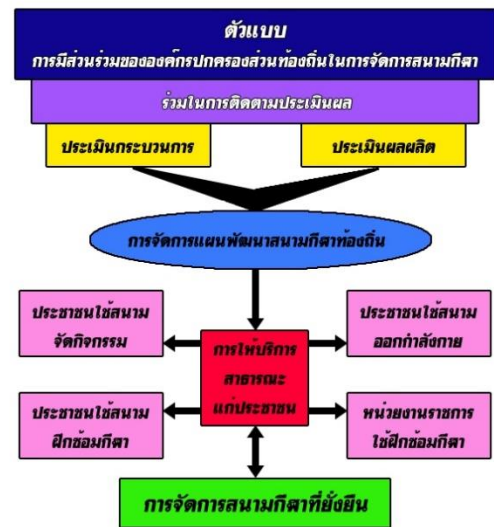 ตัวแบบ
การมีส่วนร่วมขององค์กรปกครองส่วนท้องถิ่นในการจัดการสนามกีฬา
ร่วมในการติดตามประเมินผล
ประเมินกระบวนการ
ประเมินผลผลิต
การจัดการแผนพัฒนาสนามกีฬาท้องถิ่น
ประชาชนใช้สนาม
จัดกิจกรรม
การให้บริการ
สาธารณะ
แก่ประชาชน
ประชาชนใช้สนาม
ออกกำลังกาย
ประชาชนใช้สนาม
ฝึกซ้อมกีฬา
หน่วยงานราชการ
ใช้ฝึกซ้อมกีฬา
การจัดการสนามกีฬาที่ยั่งยืน